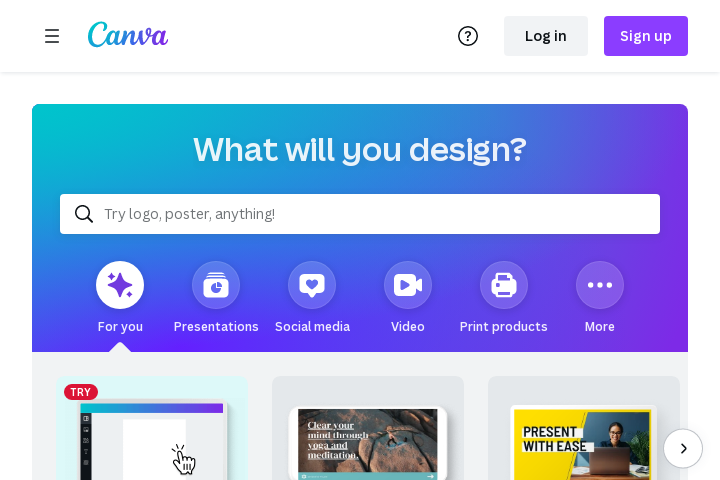 Canva
Log in
Sign up
What will you design?
Try logo, poster, anything!
For you
Presentations
Social media
Video
Print products
More
TRY
Clear your
mind through
yoga and
meditation.
PRESENT
WITH EASE